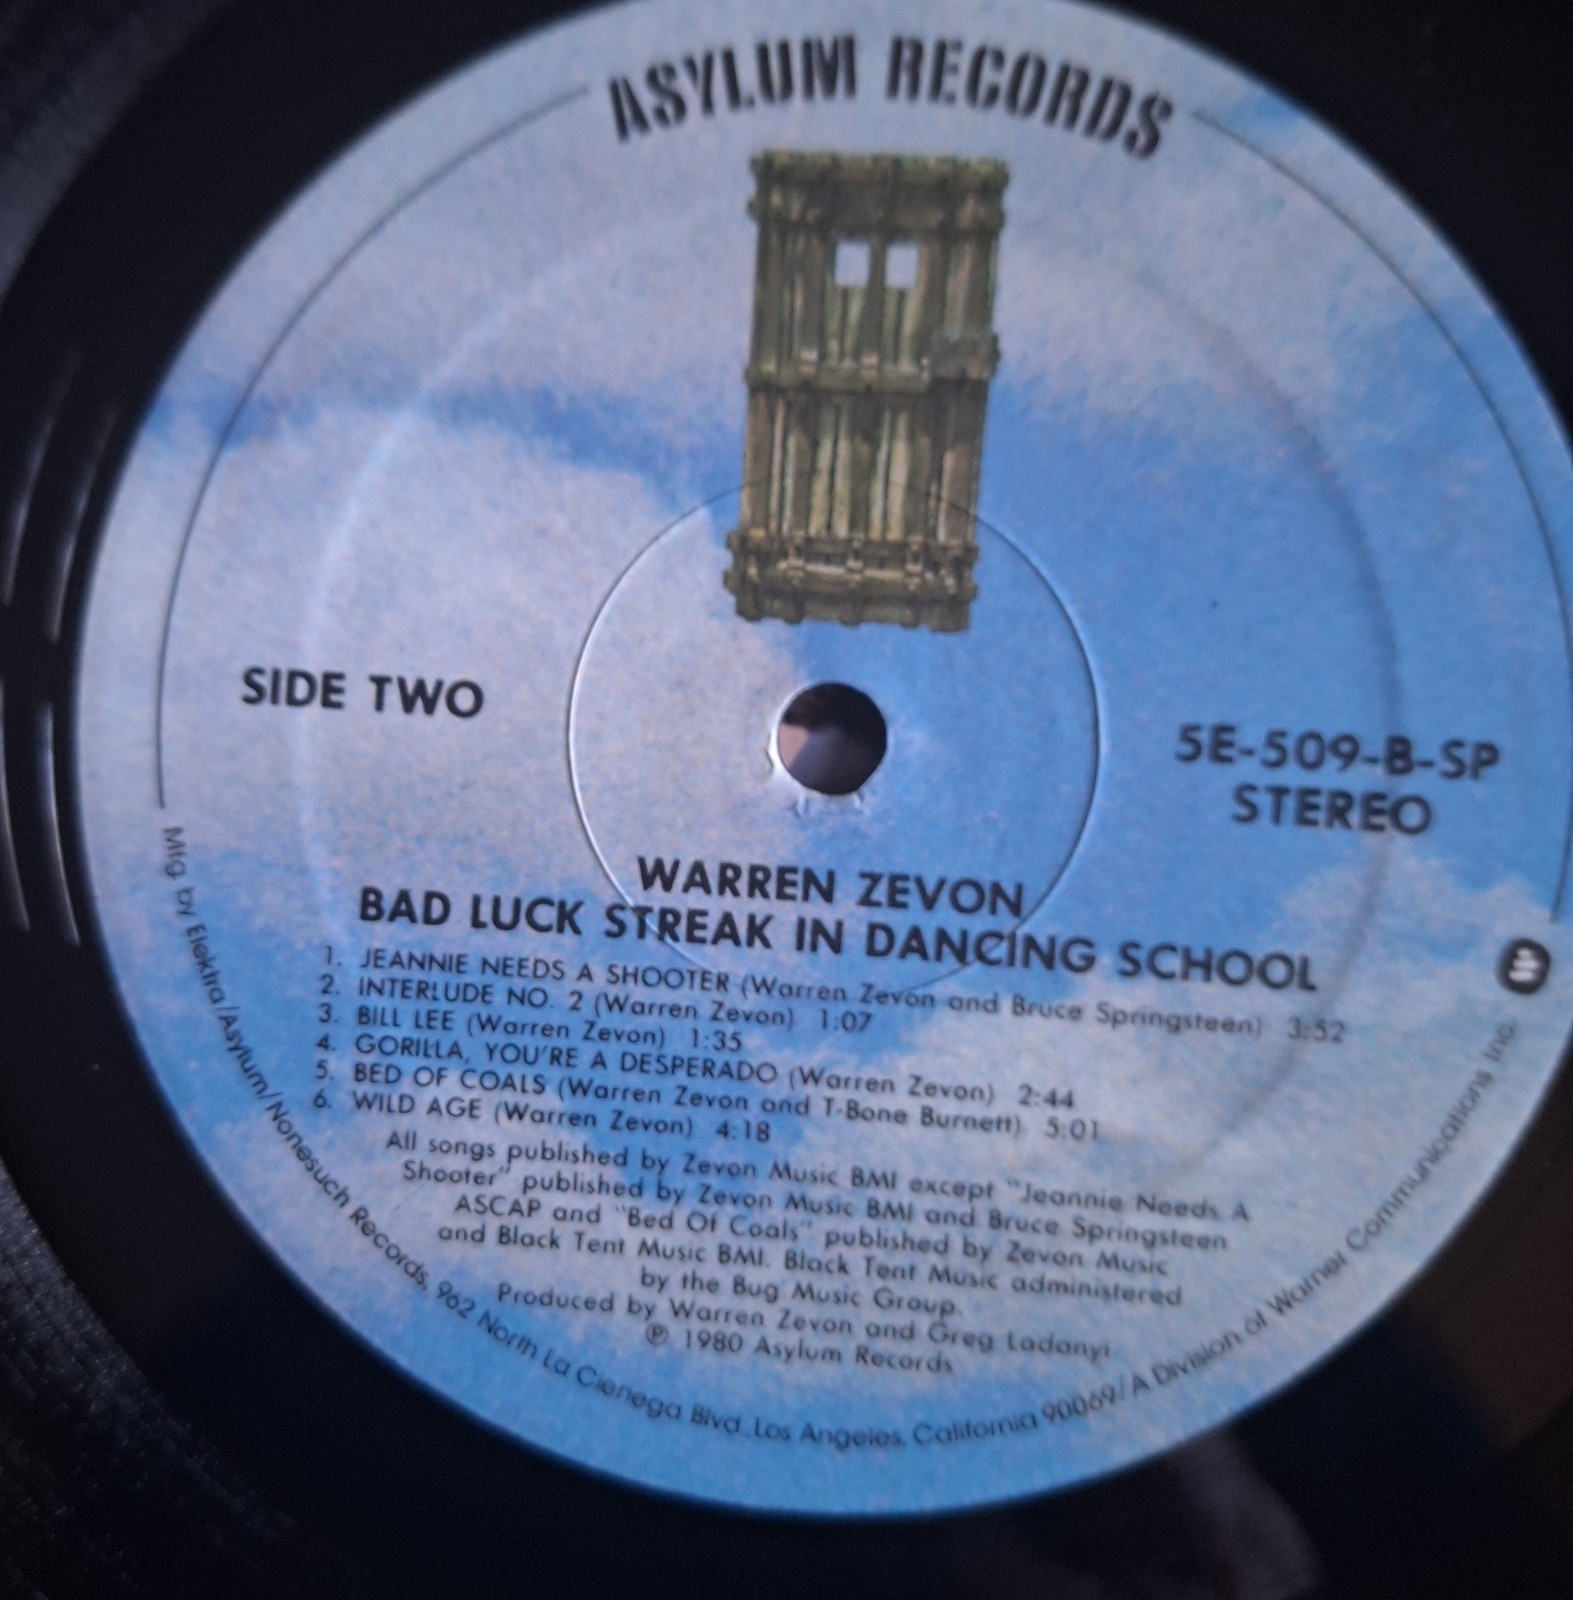 ASYLUM RECORDS
SIDE TWO
5E-509-B-SP
STEREO
WARREN ZEVON
BAD LUCK STREAK IN DANCING SCHOOL
1. JEANNIE NEEDS A SHOOTER (Warren Zevon and Bruce Springsteen) 3:52
2. INTERLUDE NO. 2 (Warren Zevon) 1:07
3. BILL LEE (Warren Zevon) 1:35
4. GORILLA, YOU'RE A DESPERADO (Warren Zevon) 2:44
5. BED OF COALS (Warren Zevon and T-Bone Burnett) 5:01
6. WILD AGE (Warren Zevon) 4:18
All songs published by Zevon Music BMI except "Jeannie Needs A
Shooter" published by Zevon Music BMI and Bruce Springsteen
ASCAP and "Bed Of Coals" published by Zevon Music
and Black Tent Music BMI. Black Tent Music administered
by the Bug Music Group.
Produced by Warren Zevon and Greg Ladanyi
℗ 1980 Asylum Records
Mfg by Elektra/Asylum/Nonesuch Records, 962 North La Cienega Blvd., Los Angeles, California 90069/A Division of Warner Communications Inc.